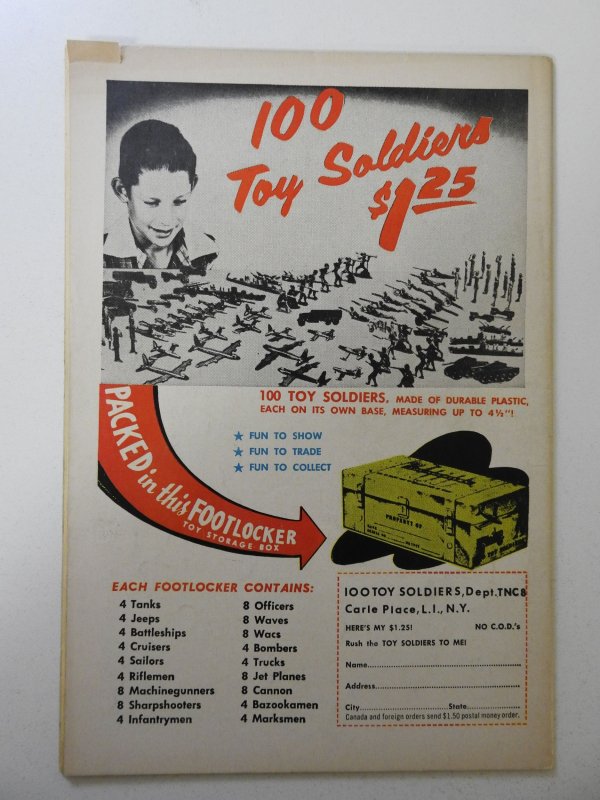 100
Toy Soldiers
$1.25
100 TOY SOLDIERS, MADE OF DURABLE PLASTIC,
EACH ON ITS OWN BASE, MEASURING UP TO 4½"!
PACKED in this FOOTLOCKER
TOY STORAGE BOX
★ FUN TO SHOW
★ FUN TO TRADE
★ FUN TO COLLECT
PROPERTY OF
EACH FOOTLOCKER CONTAINS:
4 Tanks
4 Jeeps
4 Battleships
4 Cruisers
4 Sailors
4 Riflemen
8 Machinegunners
8 Sharpshooters
4 Infantrymen
8 Officers
8 Waves
8 Wacs
4 Bombers
4 Trucks
8 Jet Planes
8 Cannon
4 Bazookamen
4 Marksmen
100 TOY SOLDIERS, Dept. TNC8
Carle Place, L.I., N.Y.
HERE'S MY $1.25! NO C.O.D.'s
Rush the TOY SOLDIERS TO ME!
Name
Address
City State
Canada and foreign orders send $1.50 postal money order.